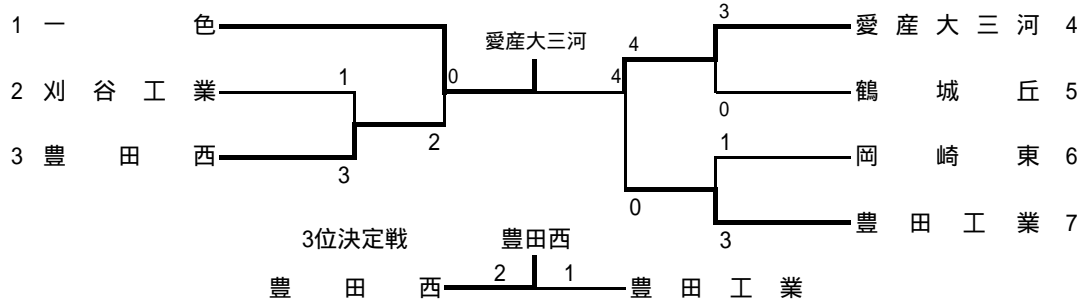 1 一色 3 愛産大三河 4
愛産大三河 4
2 刈谷工業 1 0 4 鶴城丘 5
0
2 1 岡崎東 6
3 豊田西 3
0 豊田工業 7
3
3位決定戦 豊田西
豊田西 2 1 豊田工業